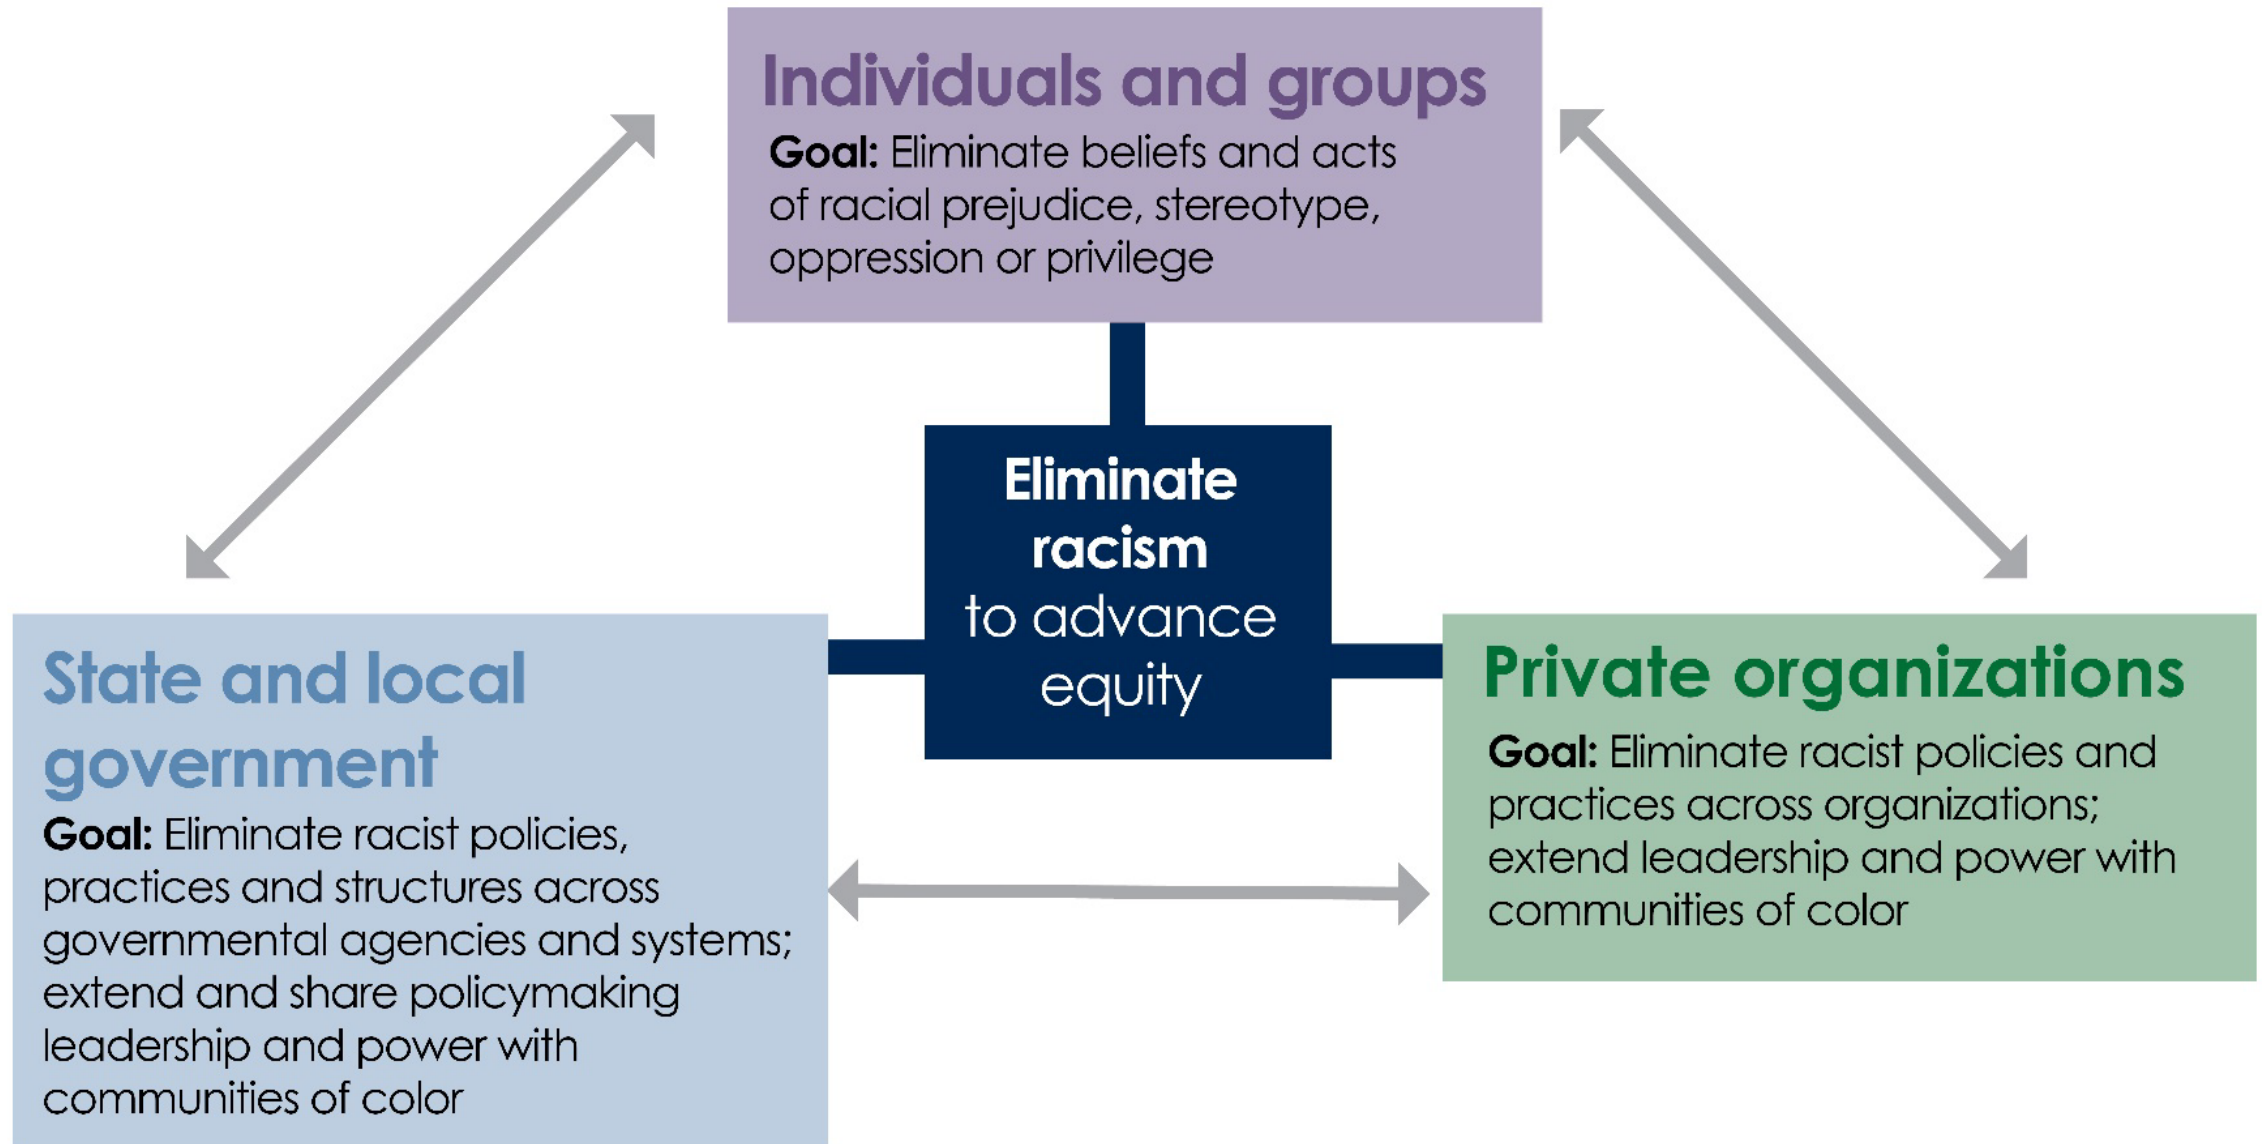 Individuals and groups
Goal: Eliminate beliefs and acts
of racial prejudice, stereotype,
oppression or privilege
Eliminate
racism
to advance
equity
State and local
government
Goal: Eliminate racist policies,
practices and structures across
governmental agencies and systems;
extend and share policymaking
leadership and power with
communities of color
Private organizations
Goal: Eliminate racist policies and
practices across organizations;
extend leadership and power with
communities of color